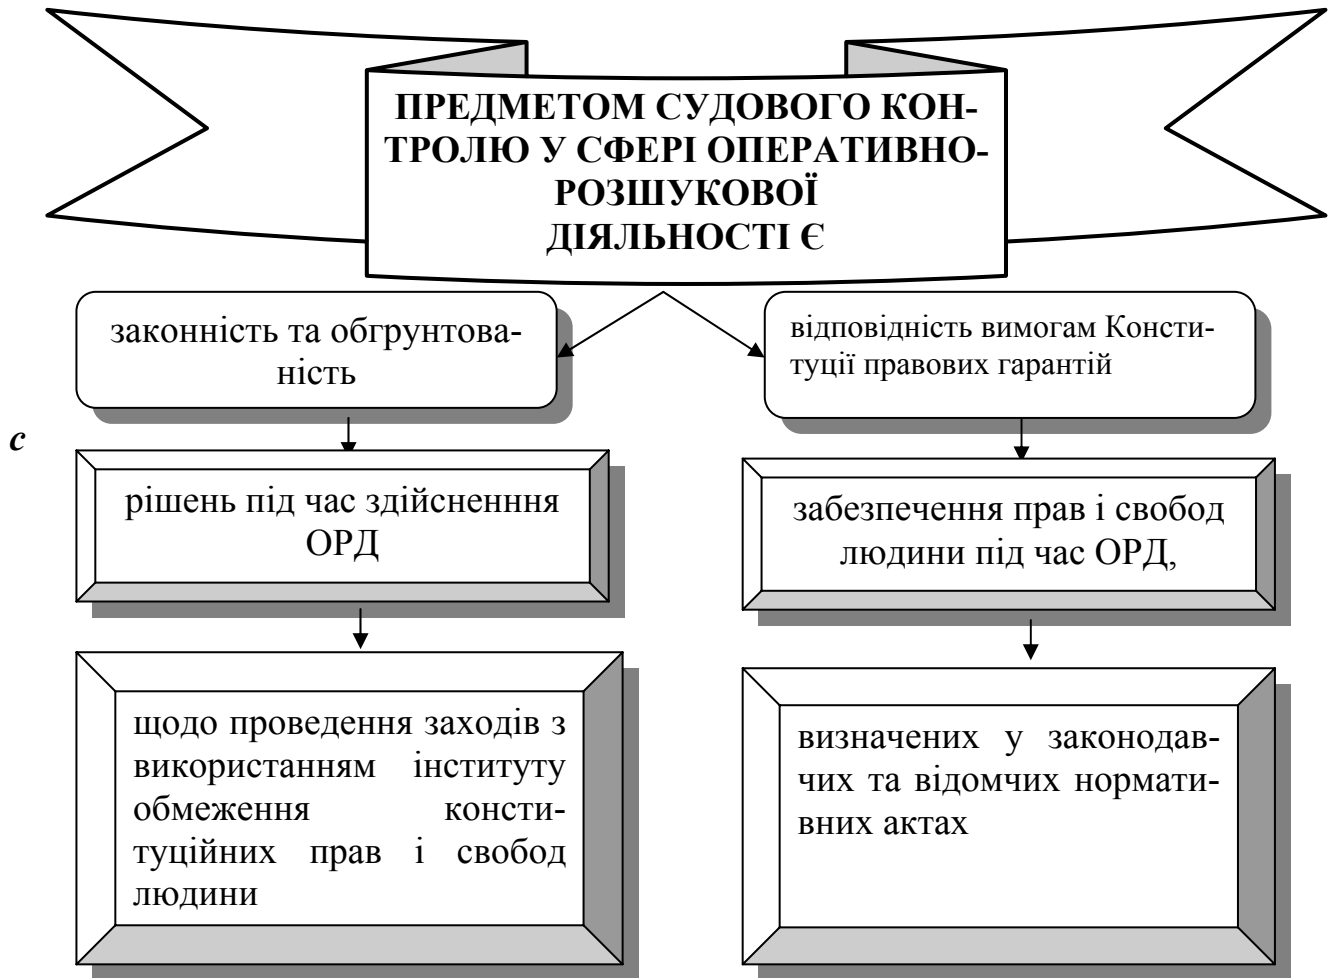 ПРЕДМЕТОМ СУДОВОГО КОН-
ТРОЛЮ У СФЕРІ ОПЕРАТИВНО-
РОЗШУКОВОЇ
ДІЯЛЬНОСТІ Є
законність та обгрунтова-
ність
відповідність вимогам Консти-
туції правових гарантій
с
рішень під час здійсненння
ОРД
забезпечення прав і свобод
людини під час ОРД,
щодо проведення заходів з
використанням інституту
обмеження консти-
туційних прав і свобод
людини
визначених у законодав-
чих та відомчих нормати-
вних актах